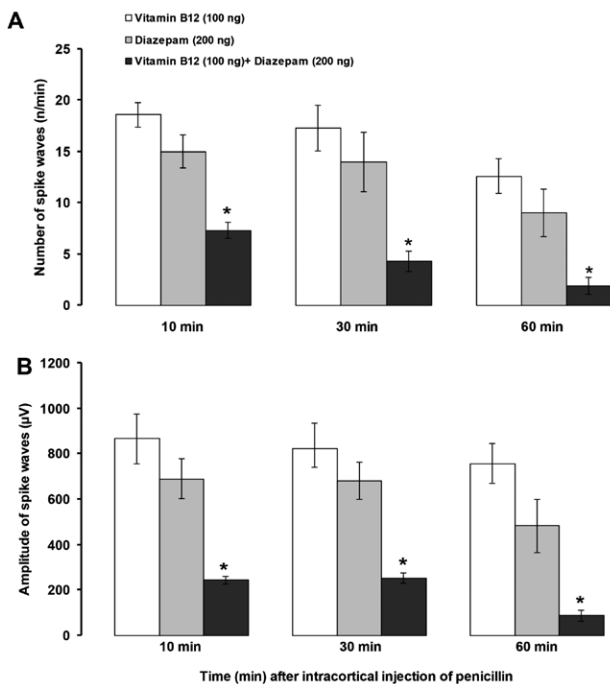 A
Vitamin B12 (100 ng)
Diazepam (200 ng)
Vitamin B12 (100 ng)+ Diazepam (200 ng)
Number of spike waves (n/min)
25
20
15
10
5
0
*
*
*
10 min
30 min
60 min
B
Amplitude of spike waves (µV)
1200
1000
800
600
400
200
0
*
*
*
10 min
30 min
60 min
Time (min) after intracortical injection of penicillin